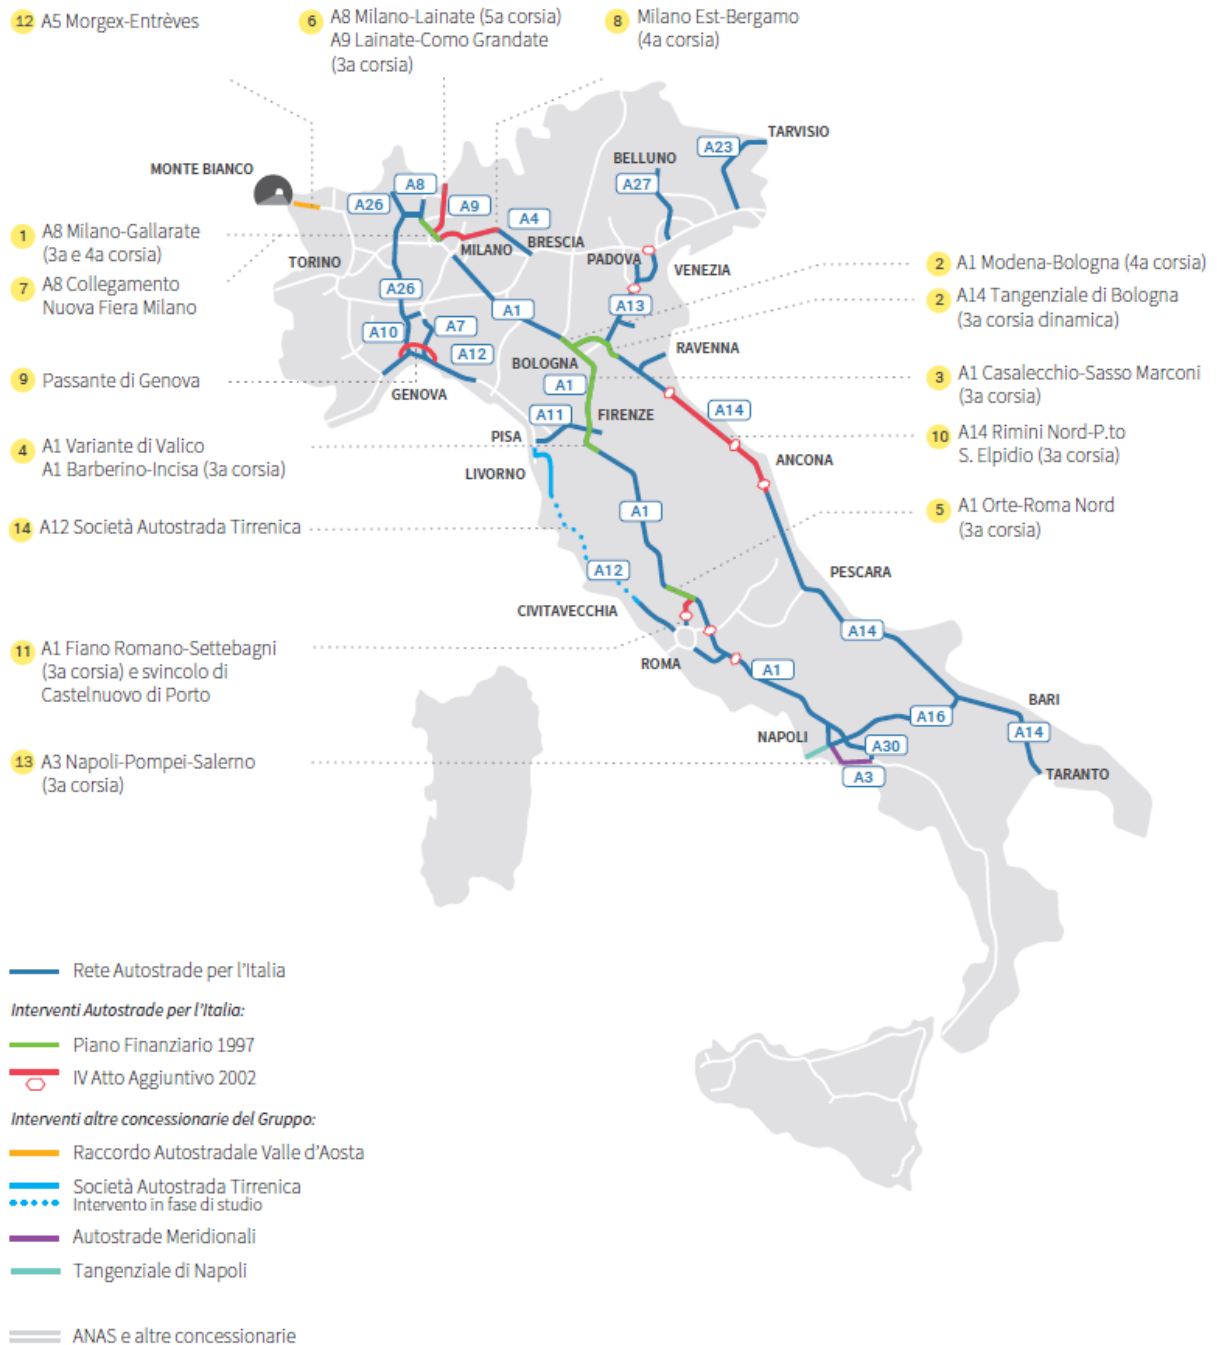 12 A5 Morgex-Entrèves
6 A8 Milano-Lainate (5a corsia)
A9 Lainate-Como Grandate
(3a corsia)
8 Milano Est-Bergamo
(4a corsia)
TARVISIO
A23
BELLUNO
A27
MONTE BIANCO
A8
A26
A9
A4
BRESCIA
MILANO
1 A8 Milano-Gallarate
(3a e 4a corsia)
TORINO
PADOVA
VENEZIA
7 A8 Collegamento
Nuova Fiera Milano
2 A1 Modena-Bologna (4a corsia)
2 A14 Tangenziale di Bologna
(3a corsia dinamica)
A26
A1
A13
A10
A7
A12
RAVENNA
BOLOGNA
9 Passante di Genova
GENOVA
A1
3 A1 Casalecchio-Sasso Marconi
(3a corsia)
A11
FIRENZE
A14
PISA
10 A14 Rimini Nord-P.to
S. Elpidio (3a corsia)
4 A1 Variante di Valico
A1 Barberino-Incisa (3a corsia)
LIVORNO
ANCONA
14 A12 Società Autostrada Tirrenica
A1
5 A1 Orte-Roma Nord
(3a corsia)
A12
PESCARA
CIVITAVECCHIA
A14
11 A1 Fiano Romano-Settebagni
(3a corsia) e svincolo di
Castelnuovo di Porto
ROMA
A1
BARI
A16
NAPOLI
A14
A30
13 A3 Napoli-Pompei-Salerno
(3a corsia)
A3
TARANTO
Rete Autostrade per l'Italia
Interventi Autostrade per l'Italia:
Piano Finanziario 1997
IV Atto Aggiuntivo 2002
Interventi altre concessionarie del Gruppo:
Raccordo Autostradale Valle d'Aosta
Società Autostrada Tirrenica
Intervento in fase di studio
Autostrade Meridionali
Tangenziale di Napoli
ANAS e altre concessionarie